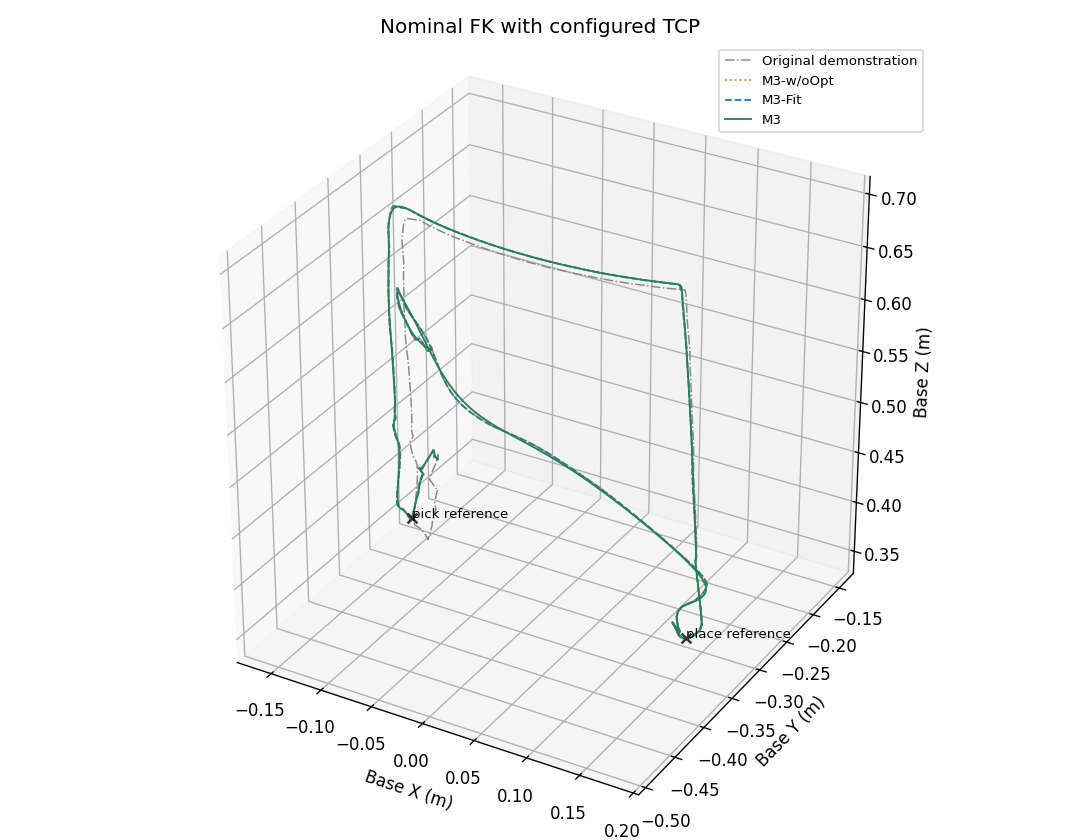 Nominal FK with configured TCP
Original demonstration
M3-w/oOpt
M3-Fit
M3
0.70
0.65
0.60
0.55
0.50
0.45
0.40
0.35
Base Z (m)
pick reference
place reference
−0.15
−0.20
−0.25
−0.30
−0.35
−0.40
−0.45
−0.50
Base Y (m)
−0.15
−0.10
−0.05
0.00
0.05
0.10
0.15
0.20
Base X (m)